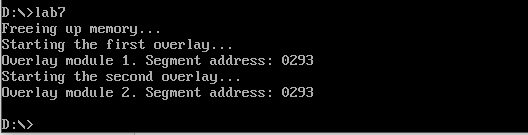 D:\>lab7
Freeing up memory...
Starting the first overlay...
Overlay module 1. Segment address: 0293
Starting the second overlay...
Overlay module 2. Segment address: 0293
D:\>